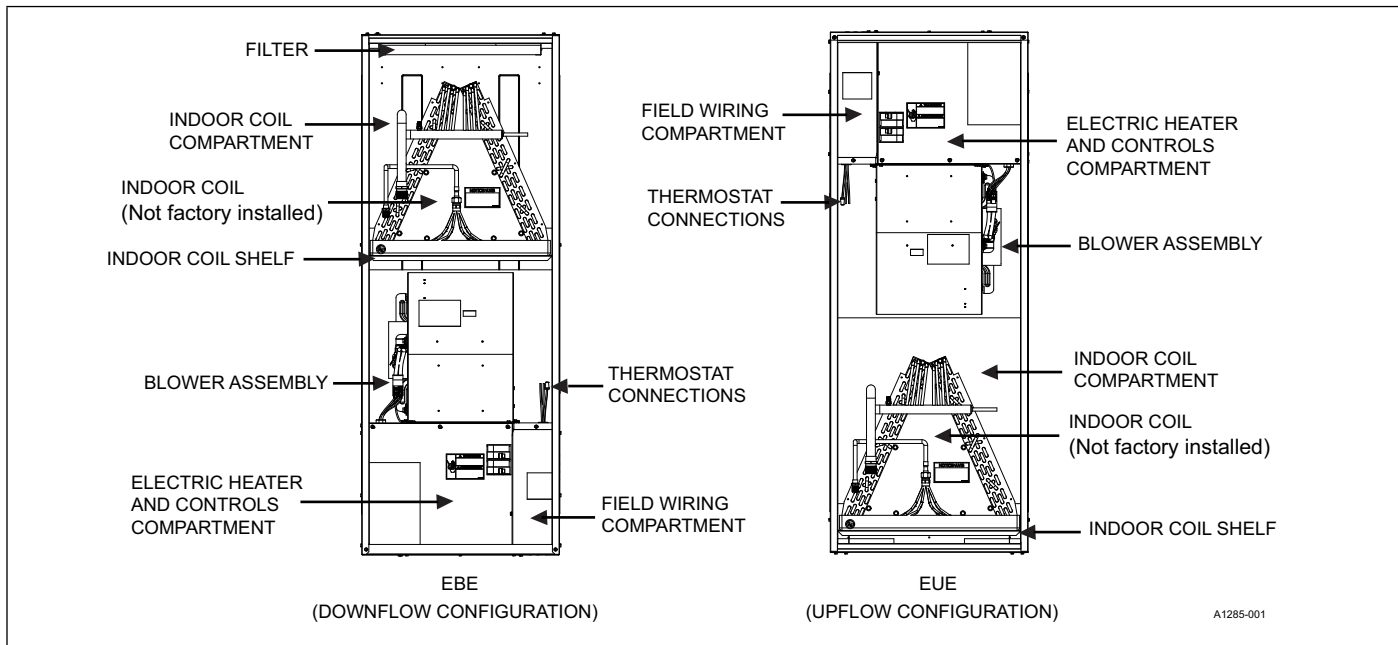 FILTER
INDOOR COIL
COMPARTMENT
INDOOR COIL
(Not factory installed)
INDOOR COIL SHELF
BLOWER ASSEMBLY
THERMOSTAT
CONNECTIONS
ELECTRIC HEATER
AND CONTROLS
COMPARTMENT
FIELD WIRING
COMPARTMENT
EBE
(DOWNFLOW CONFIGURATION)
FIELD WIRING
COMPARTMENT
ELECTRIC HEATER
AND CONTROLS
COMPARTMENT
THERMOSTAT
CONNECTIONS
BLOWER ASSEMBLY
INDOOR COIL
COMPARTMENT
INDOOR COIL
(Not factory installed)
INDOOR COIL SHELF
EUE
(UPFLOW CONFIGURATION)
A1285-001